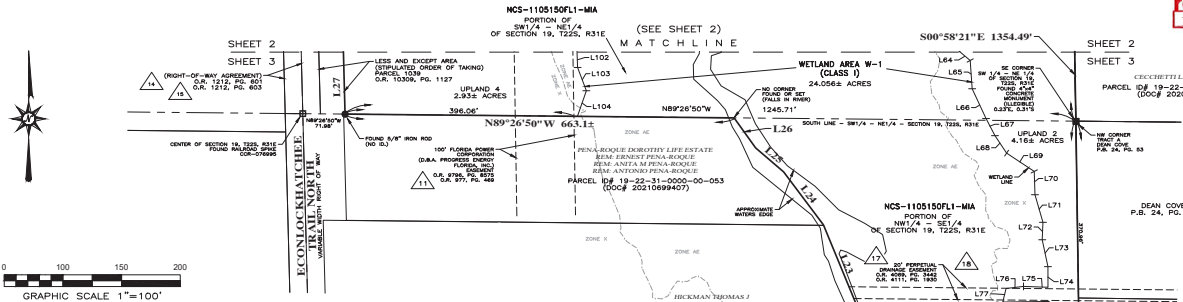 NCS-1105150FL1-MIA
PORTION OF
SW1/4 - NE1/4
OF SECTION 19, T22S, R31E
(SEE SHEET 2)
MATCHLINE
SHEET 2
SHEET 3
S00°58'21"E 1354.49'
SHEET 2
SHEET 3
14
15
(RIGHT-OF-WAY AGREEMENT)
O.R. 1212, PG. 601
O.R. 1212, PG. 603
L27
LESS AND EXCEPT AREA
(STIPULATED ORDER OF TAKING)
PARCEL 1039
O.R. 10309, PG. 1127
UPLAND 4
2.93± ACRES
396.06'
L102
L103
L104
WETLAND AREA W-1
(CLASS I)
24.056± ACRES
NO CORNER
FOUND OR SET
(FALLS IN RIVER)
N89°26'50"W
1245.71'
L64
L65
L66
L67
L68
L69
L70
L71
L72
L73
L74
L75
L76
L77
SE CORNER
SW 1/4 - NE 1/4
OF SECTION 19,
T22S, R31E
FOUND 4"x4"
CONCRETE
MONUMENT
(ILLEGIBLE)
0.23'E, 0.31'S
CECCHETTI L
PARCEL ID# 19-22
(DOC# 202
N89°26'50"W
71.98'
N89°26'50"W 663.1±
SOUTH LINE - SW1/4 - NE1/4 - SECTION 19, T22S, R31E
UPLAND 2
4.16± ACRES
NW CORNER
TRACT A
DEAN COVE
P.B. 24, PG. 53
CENTER OF SECTION 19, T22S, R31E
FOUND RAILROAD SPIKE
COR-076995
FOUND 5/8" IRON ROD
(NO ID.)
100' FLORIDA POWER
CORPORATION
(D.B.A. PROGRESS ENERGY
FLORIDA, INC.)
EASEMENT
O.R. 9796, PG. 8575
O.R. 977, PG. 469
11
ZONE AE
PENA-ROQUE DOROTHY LIFE ESTATE
REM: ERNEST PENA-ROQUE
REM: ANITA M PENA-ROQUE
REM: ANTONIO PENA-ROQUE
PARCEL ID# 19-22-31-0000-00-053
(DOC# 20210699407)
L26
L25
L24
L23
ZONE AE
WETLAND
LINE
APPROXIMATE
WATERS EDGE
NCS-1105150FL1-MIA
PORTION OF
NW1/4 - SE1/4
OF SECTION 19, T22S, R31E
ZONE X
370.96'
DEAN COVE
P.B. 24, PG.
ECONLOCKHATCHEE
TRAIL NORTH
VARIABLE WIDTH RIGHT OF WAY
ZONE X
ZONE AE
17
18
20' PERPETUAL
DRAINAGE EASEMENT
O.R. 4089, PG. 3442
O.R. 4111, PG. 1930
0 100 150 200
GRAPHIC SCALE 1"=100'
HICKMAN THOMAS J